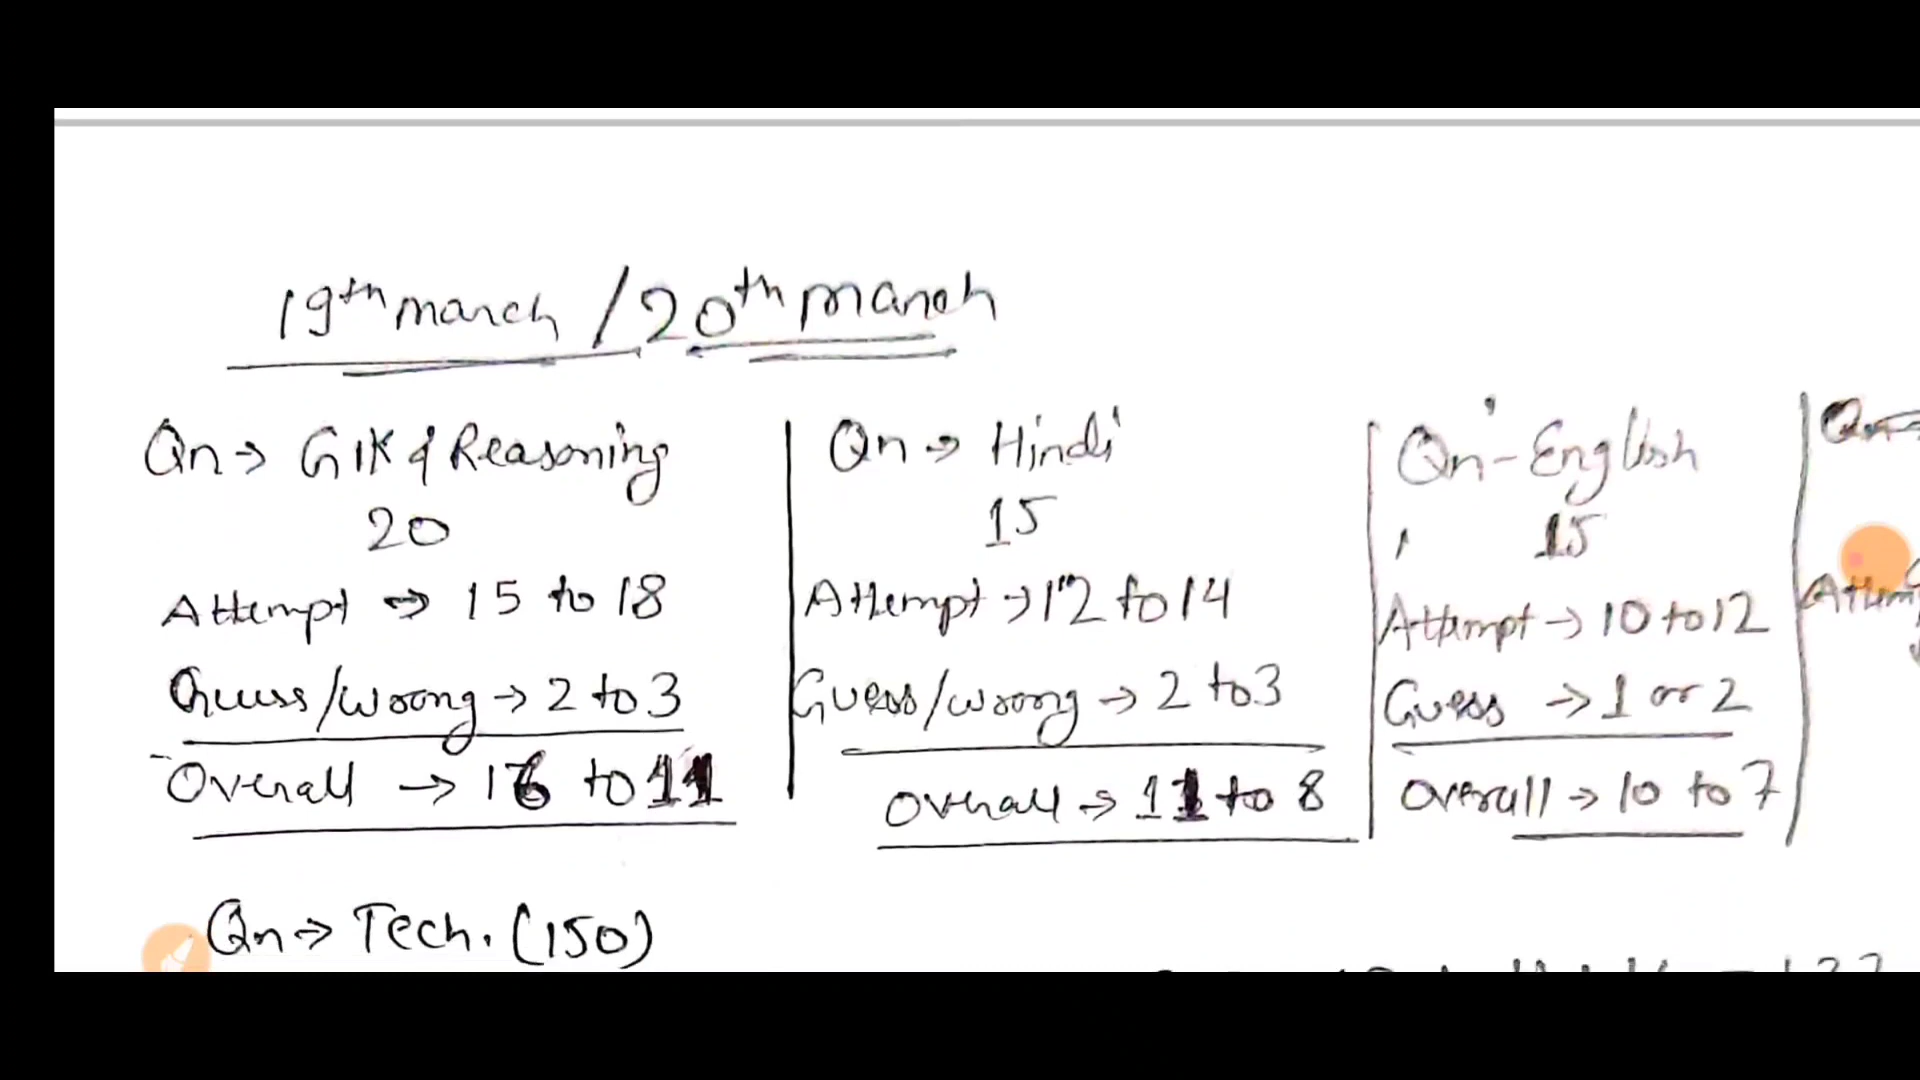 19th march / 20th march
Qn → GK & Reasoning
20
Attempt → 15 to 18
Guess/Wrong → 2 to 3
Overall → 16 to 11
Qn → Hindi
15
Attempt → 12 to 14
Guess/Wrong → 2 to 3
Overall → 11 to 8
Qn - English
15
Attempt → 10 to 12
Guess → 1 or 2
Overall → 10 to 7
Qn → Tech. (150)